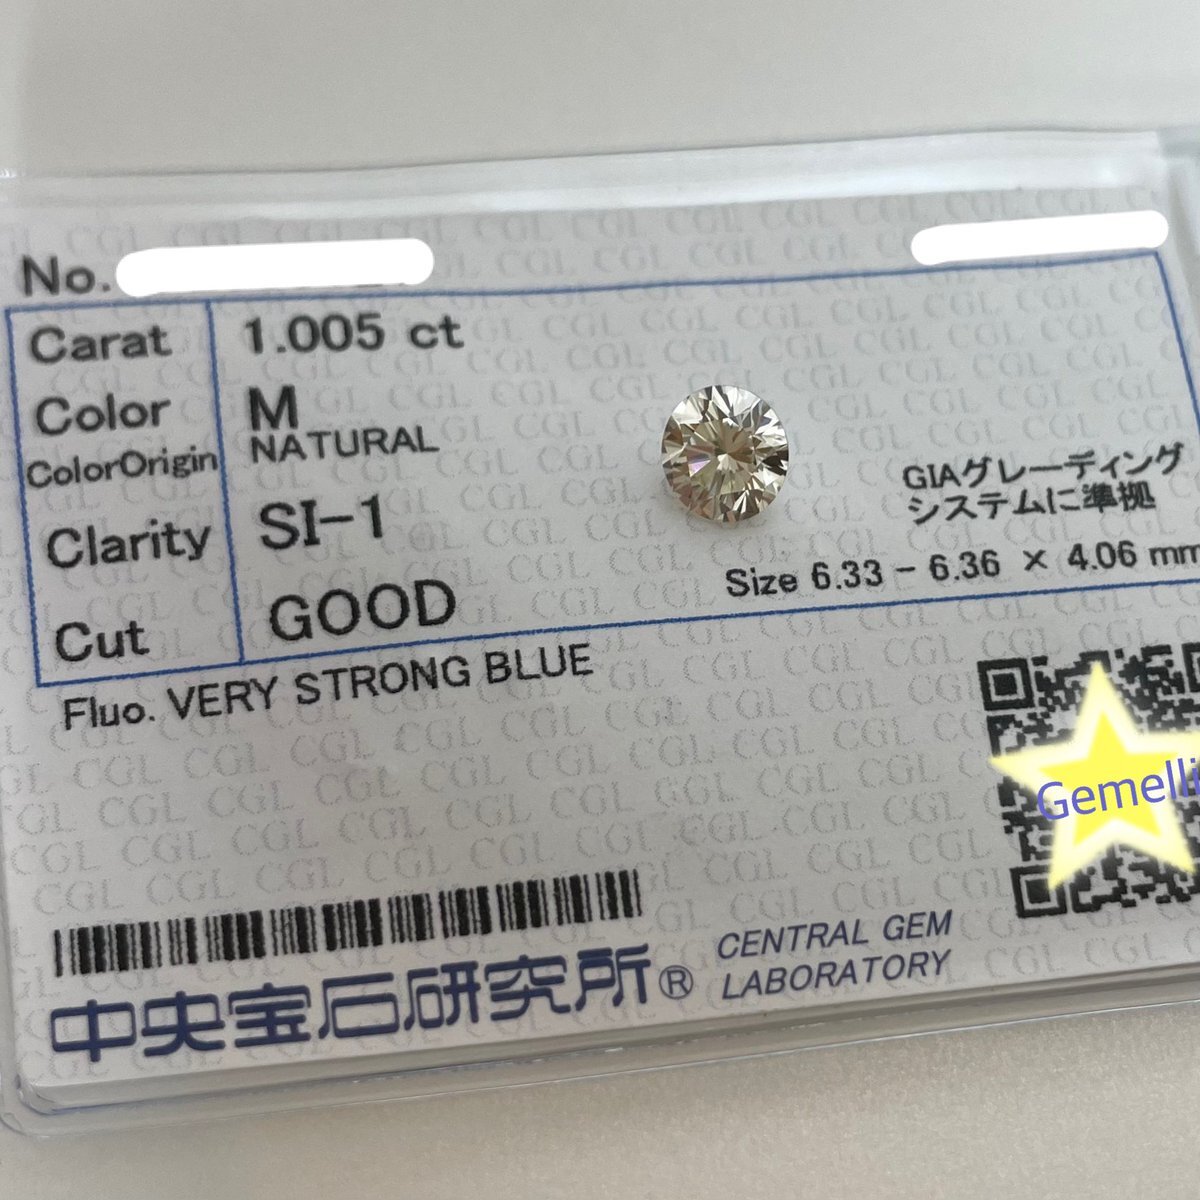 No.
Carat 1.005 ct
Color M
ColorOrigin NATURAL
Clarity SI-1
Cut GOOD
GIAグレーディング
システムに準拠
Size 6.33 - 6.36 × 4.06 mm
Fluo. VERY STRONG BLUE
Gemelli
中央宝石研究所®
CENTRAL GEM
LABORATORY
CGL